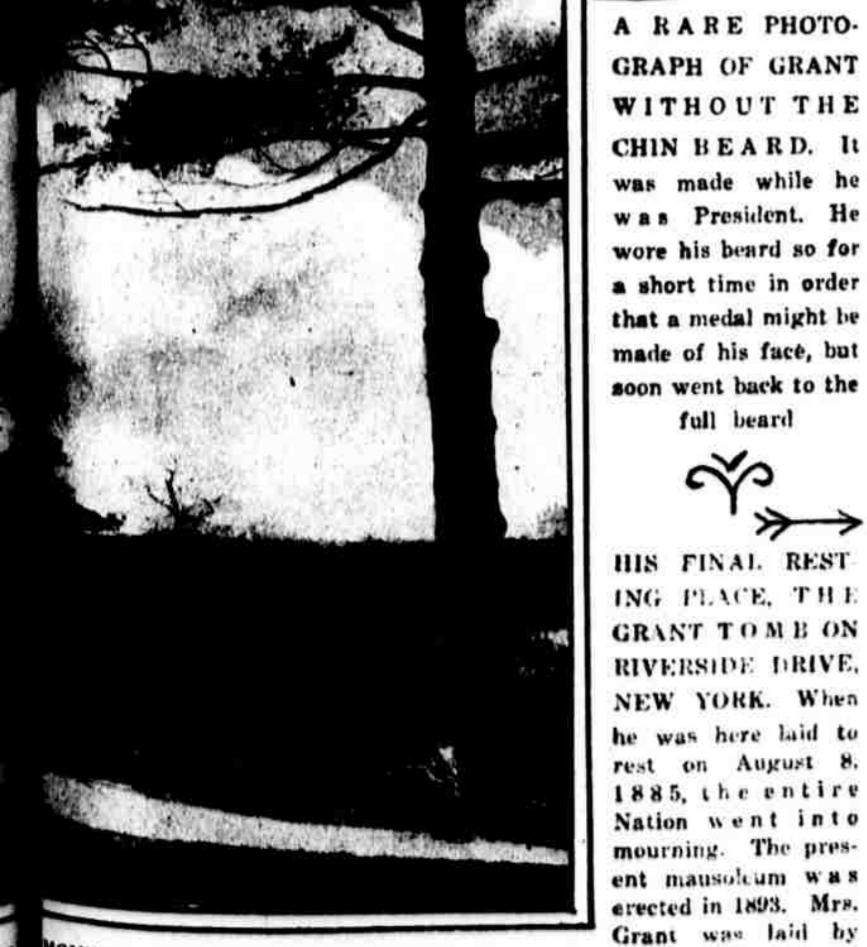 A RARE PHOTO-
GRAPH OF GRANT
WITHOUT THE
CHIN BEARD. It
was made while he
was President. He
wore his beard so for
a short time in order
that a medal might be
made of his face, but
soon went back to the
full beard
HIS FINAL REST-
ING PLACE, THE
GRANT TOMB ON
RIVERSIDE DRIVE,
NEW YORK. When
he was here laid to
rest on August 8,
1885, the entire
Nation went into
mourning. The pres-
ent mausoleum was
erected in 1893. Mrs.
Grant was laid by